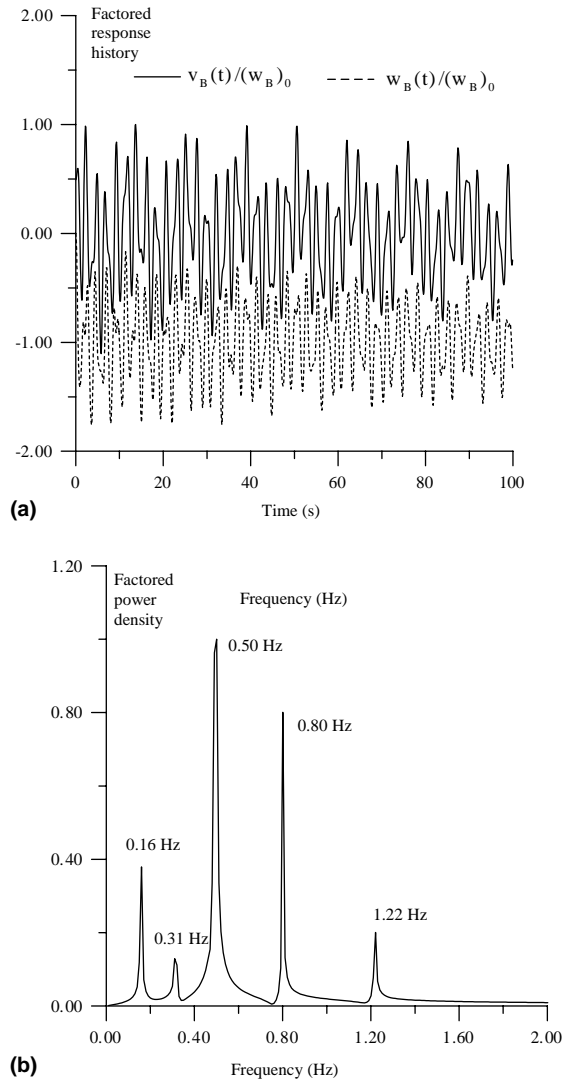 Factored
response
history
v_B(t)/(w_B)_0
w_B(t)/(w_B)_0
2.00
1.00
0.00
-1.00
-2.00
0 20 40 60 80 100
(a)
Time (s)
1.20
Factored
power
density
Frequency (Hz)
0.50 Hz
0.80
0.80 Hz
0.40
0.16 Hz
0.31 Hz
1.22 Hz
0.00
0.00 0.40 0.80 1.20 1.60 2.00
(b)
Frequency (Hz)